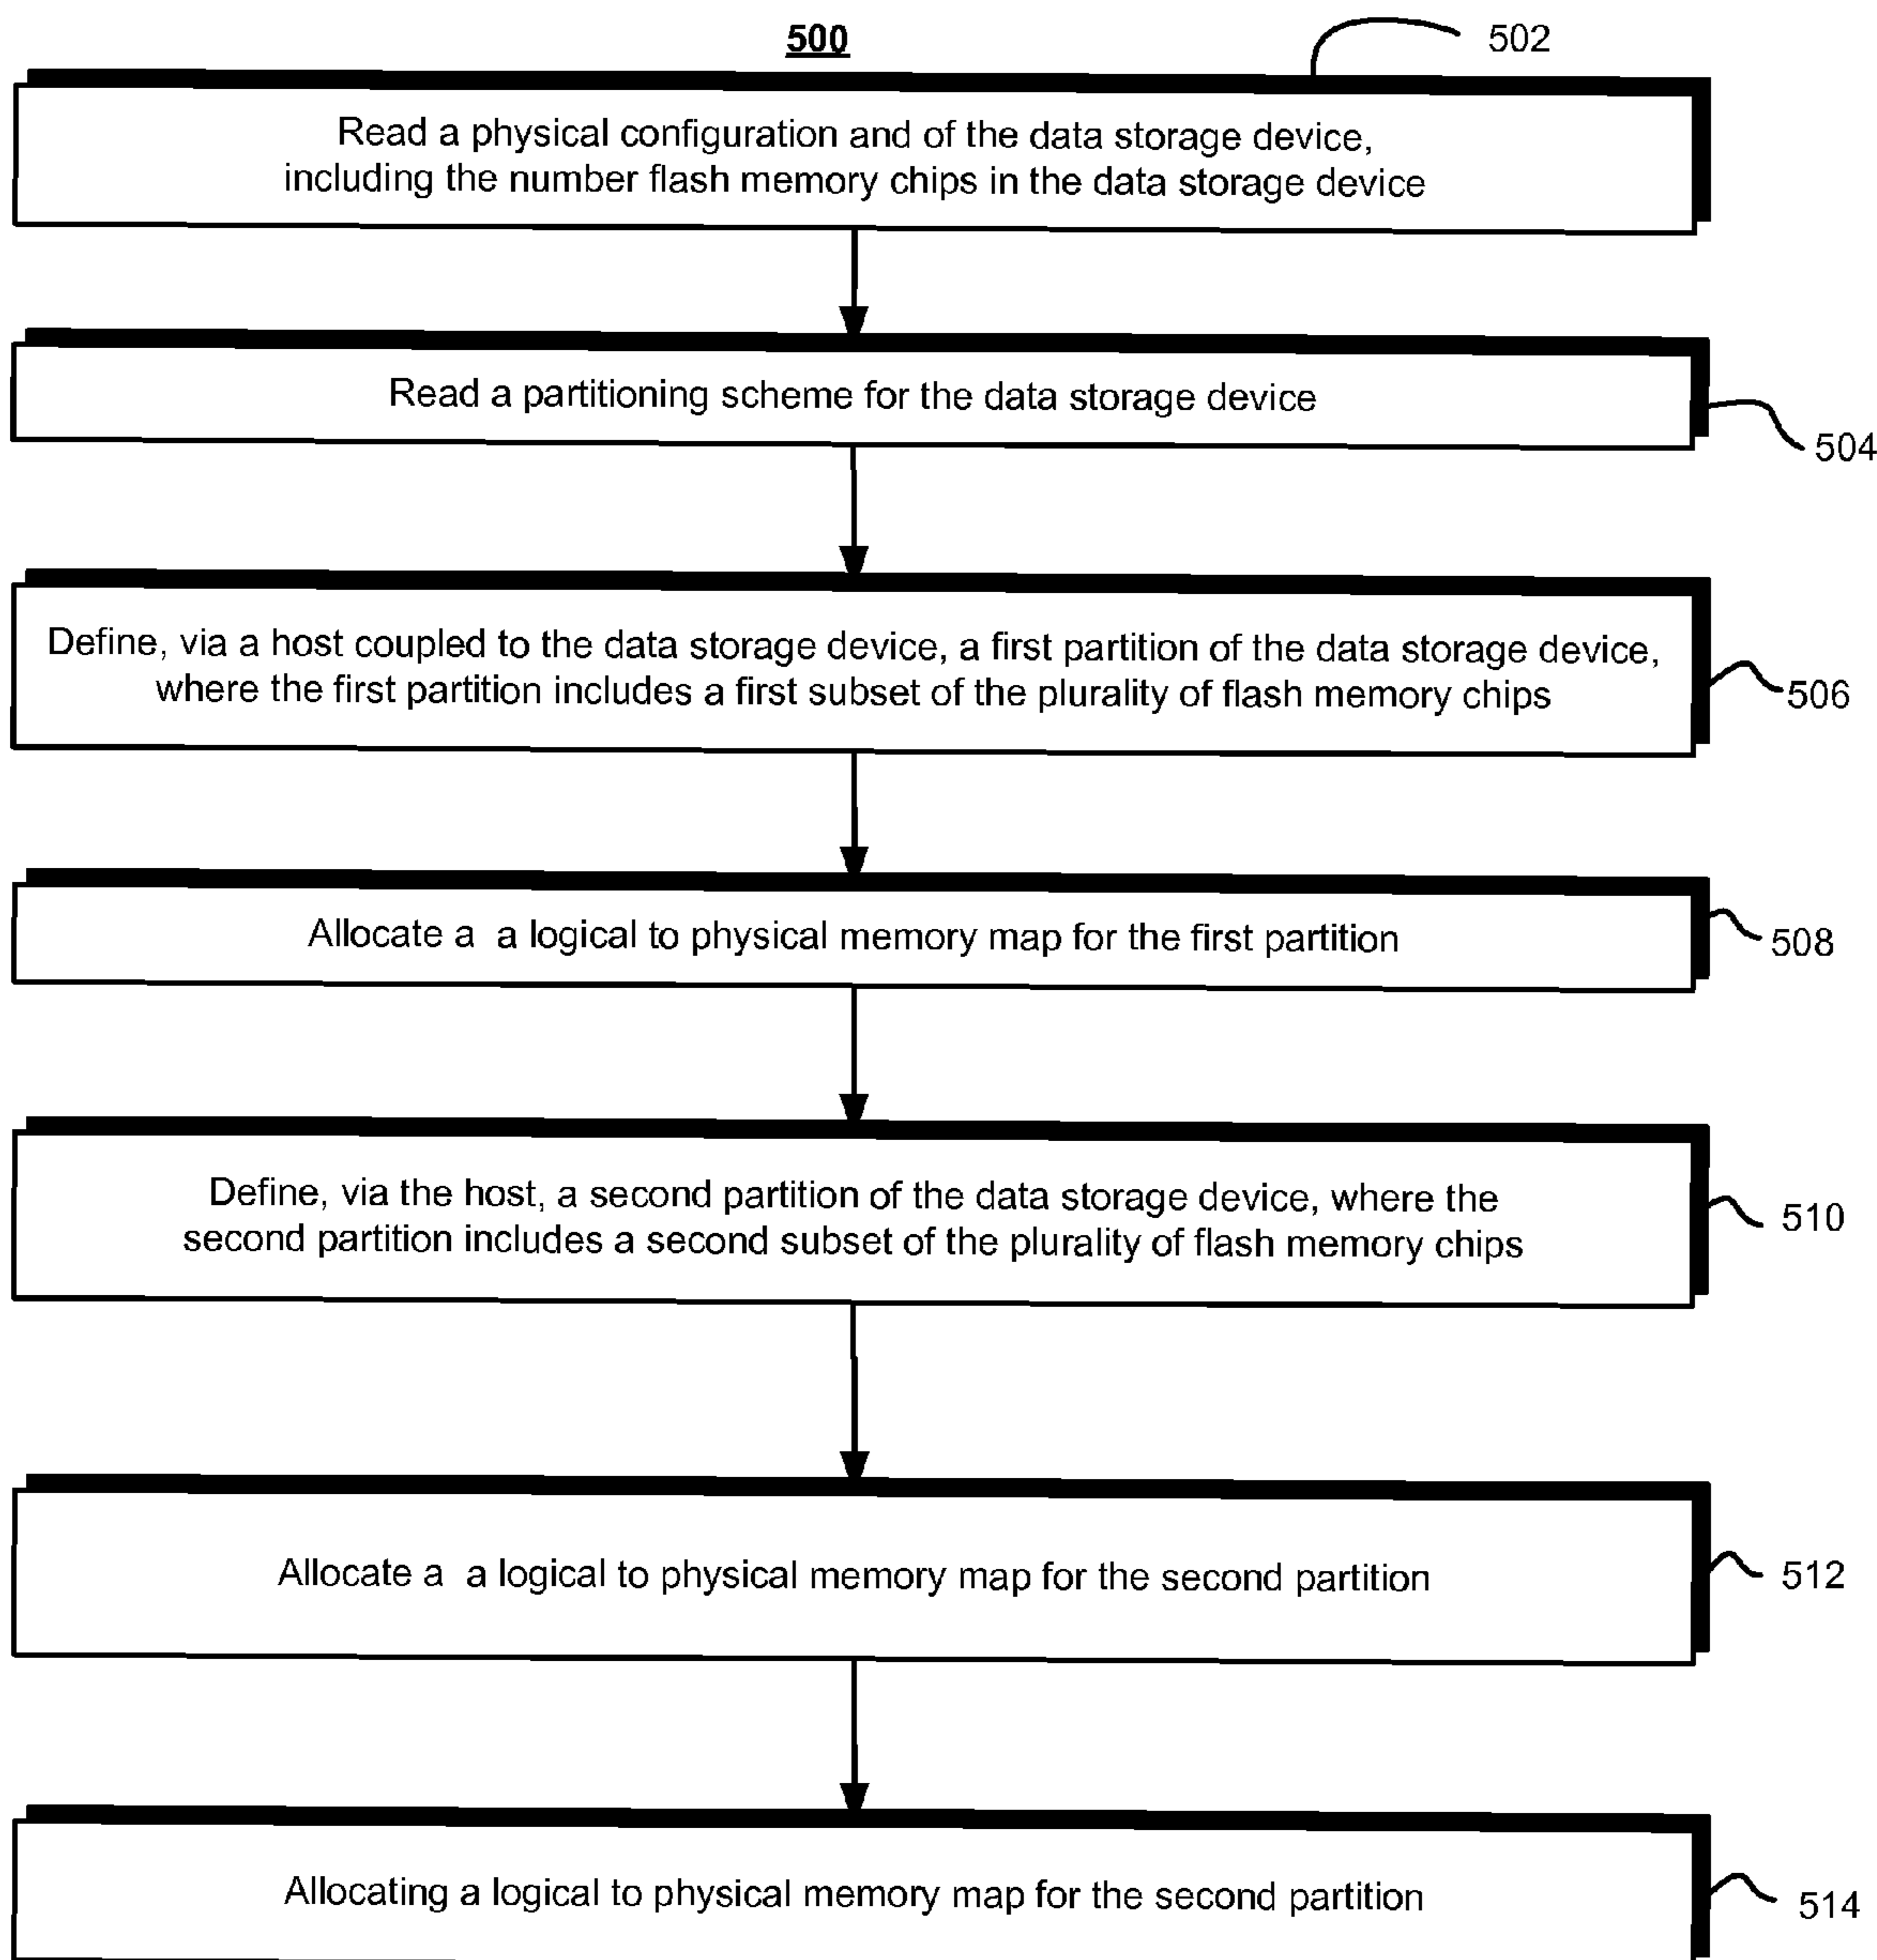 500
502
Read a physical configuration and of the data storage device,
including the number flash memory chips in the data storage device
Read a partitioning scheme for the data storage device
504
Define, via a host coupled to the data storage device, a first partition of the data storage device,
where the first partition includes a first subset of the plurality of flash memory chips
506
Allocate a  a logical to physical memory map for the first partition
508
Define, via the host, a second partition of the data storage device, where the
second partition includes a second subset of the plurality of flash memory chips
510
Allocate a  a logical to physical memory map for the second partition
512
Allocating a logical to physical memory map for the second partition
514